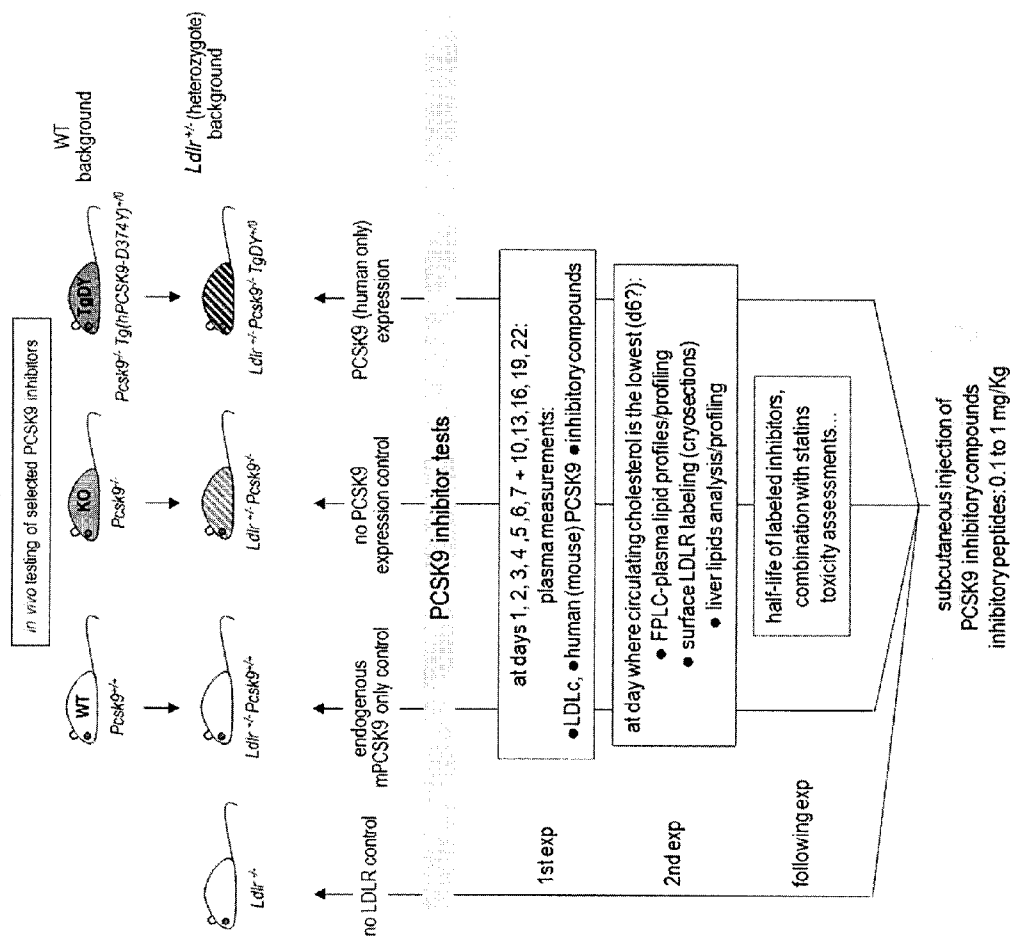 in vivo testing of selected PCSK9 inhibitors
WT
background
WT
KO
TgDY
Pcsk9+/+
Pcsk9-/-
Pcsk9-/- Tg(hPCSK9-D374Y)+/0
Ldlr+/- (heterozygote)
background
Ldlr-/-
Ldlr+/- Pcsk9+/+
Ldlr+/- Pcsk9-/-
Ldlr+/- Pcsk9-/- TgDY+/0
no LDLR control
endogenous
mPCSK9 only control
no PCSK9
expression control
PCSK9 (human only)
expression
PCSK9 inhibitor tests
1st exp
at days 1, 2, 3, 4 ,5 ,6, 7 + 10, 13, 16, 19, 22:
plasma measurements:
●LDLc, ●human (mouse) PCSK9 ●inhibitory compounds
2nd exp
at day where circulating cholesterol is the lowest (d6?):
● FPLC-plasma lipid profiles/profiling
● surface LDLR labeling (cryosections)
● liver lipids analysis/profiling
following exp
half-life of labeled inhibitors,
combination with statins
toxicity assessments...
subcutaneous injection of
PCSK9 inhibitory compounds
inhibitory peptides: 0.1 to 1 mg/Kg